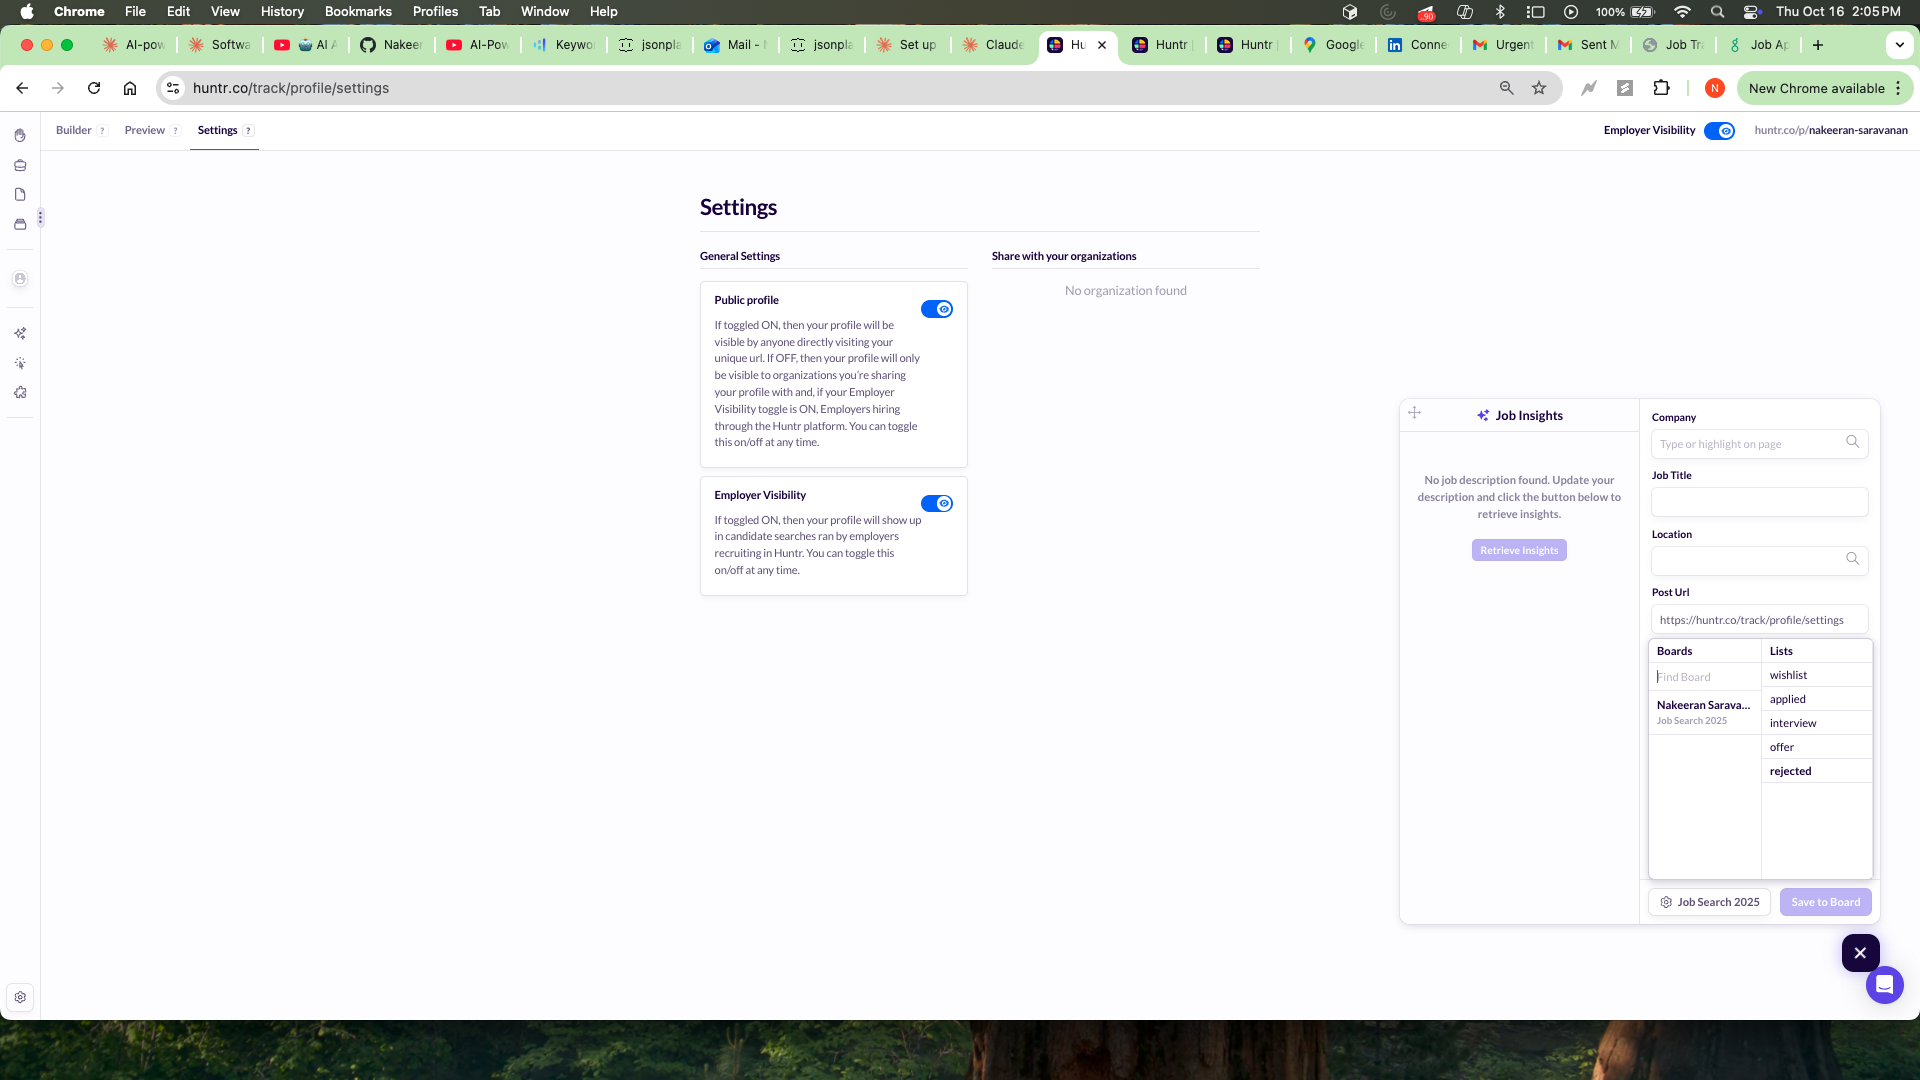 Chrome File Edit View History Bookmarks Profiles Tab Window Help 90 100% Thu Oct 16 2:05 PM
AI-pow Softwa AI A Nakeer AI-Pow Keywo jsonpla Mail - jsonpla Set up Claude Hu Huntr Huntr Google Conne Urgent Sent M Job Tr Job Ap
huntr.co/track/profile/settings N New Chrome available
Builder ? Preview ? Settings ? Employer Visibility huntr.co/p/nakeeran-saravanan
Settings
General Settings
Public profile
If toggled ON, then your profile will be
visible by anyone directly visiting your
unique url. If OFF, then your profile will only
be visible to organizations you're sharing
your profile with and, if your Employer
Visibility toggle is ON, Employers hiring
through the Huntr platform. You can toggle
this on/off at any time.
Employer Visibility
If toggled ON, then your profile will show up
in candidate searches ran by employers
recruiting in Huntr. You can toggle this
on/off at any time.
Share with your organizations
No organization found
Job Insights
No job description found. Update your
description and click the button below to
retrieve insights.
Retrieve Insights
Company
Type or highlight on page
Job Title
Location
Post Url
https://huntr.co/track/profile/settings
Boards
Find Board
Nakeeran Sarava...
Job Search 2025
Lists
wishlist
applied
interview
offer
rejected
Job Search 2025 Save to Board